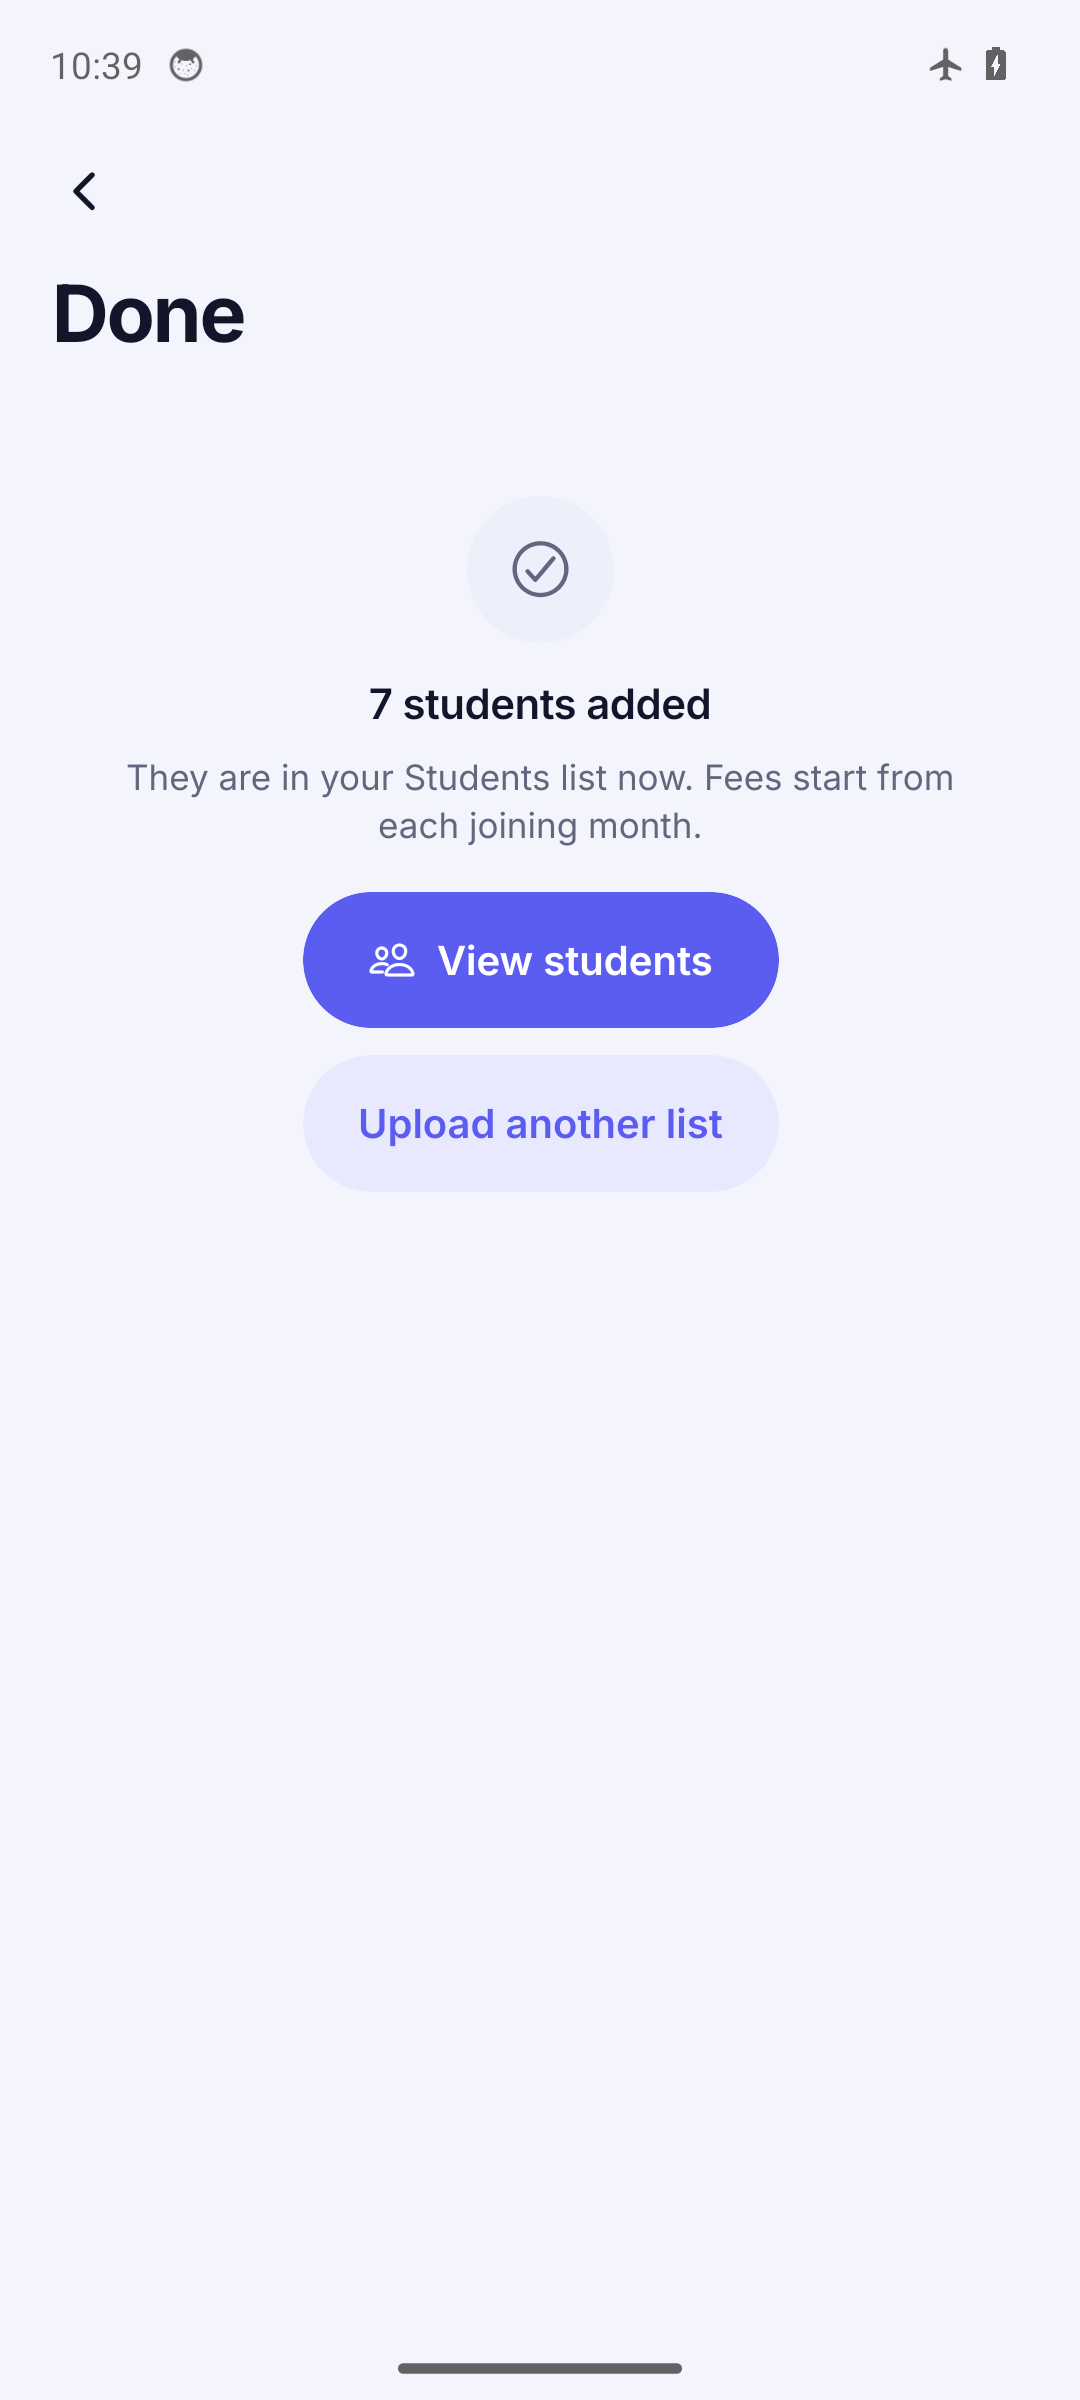 10:39
Done
7 students added
They are in your Students list now. Fees start from
each joining month.
View students
Upload another list